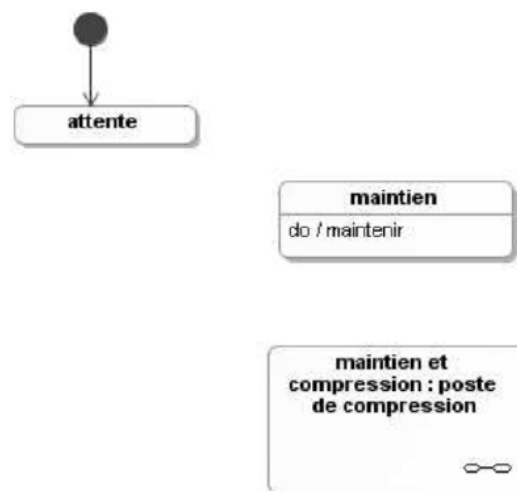 attente
maintien
do / maintenir
maintien et
compression : poste
de compression